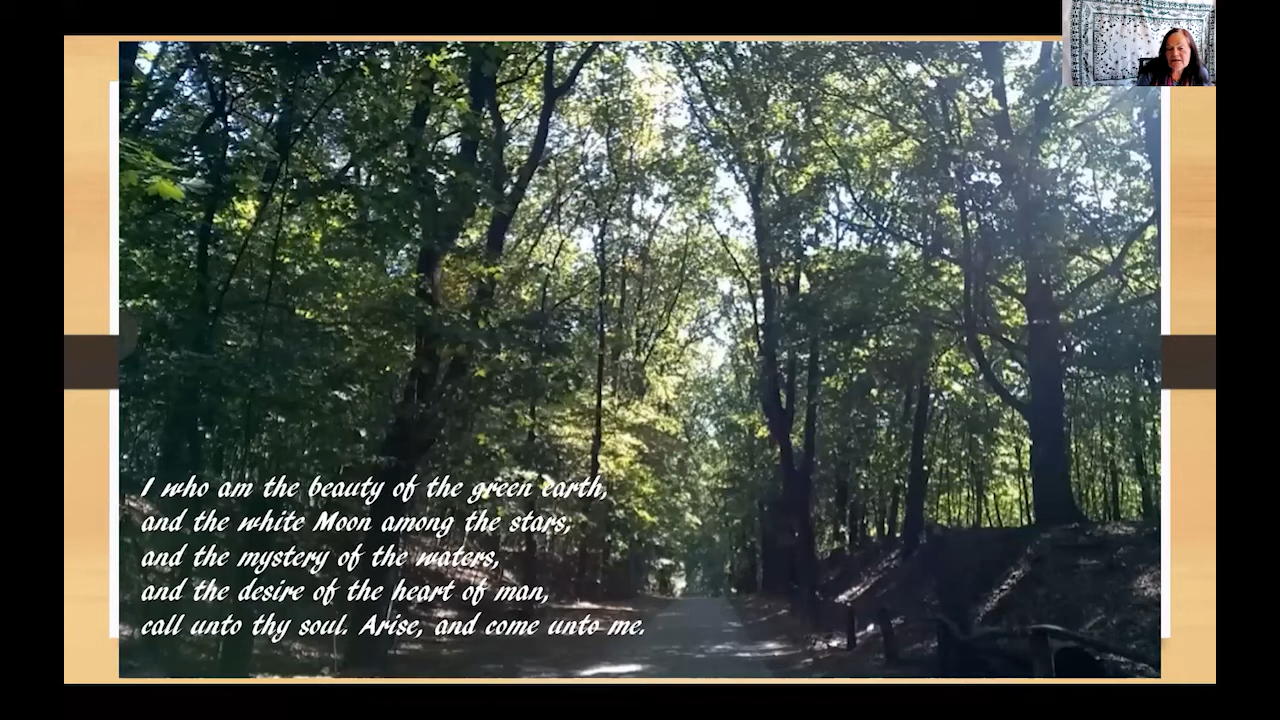 I who am the beauty of the green earth,
and the white Moon among the stars,
and the mystery of the waters,
and the desire of the heart of man,
call unto thy soul. Arise, and come unto me.